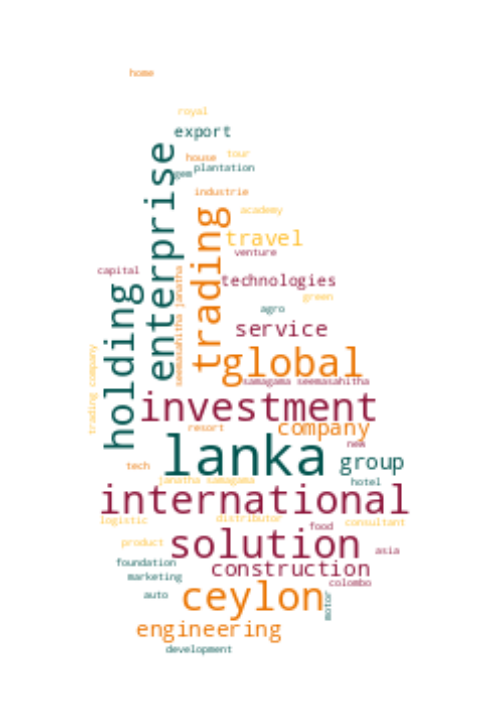 home
royal
export
enterprise
house
tour
gem
plantation
industrie
trading
academy
travel
venture
capital
seemasahitha janatha
technologies
holding
green
agro
service
trading company
global
samagama seemasahitha
investment
resort
company
new
lanka
group
tech
janatha samagama
hotel
international
logistic
distributor
food
consultant
solution
product
asia
foundation
construction
marketing
colombo
auto
ceylon
motor
engineering
development